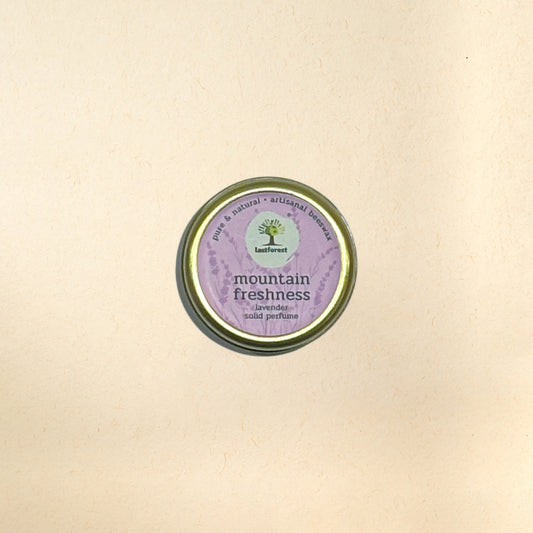 pure & natural • artisanal beeswax
lastforest
mountain
freshness
lavender
solid perfume